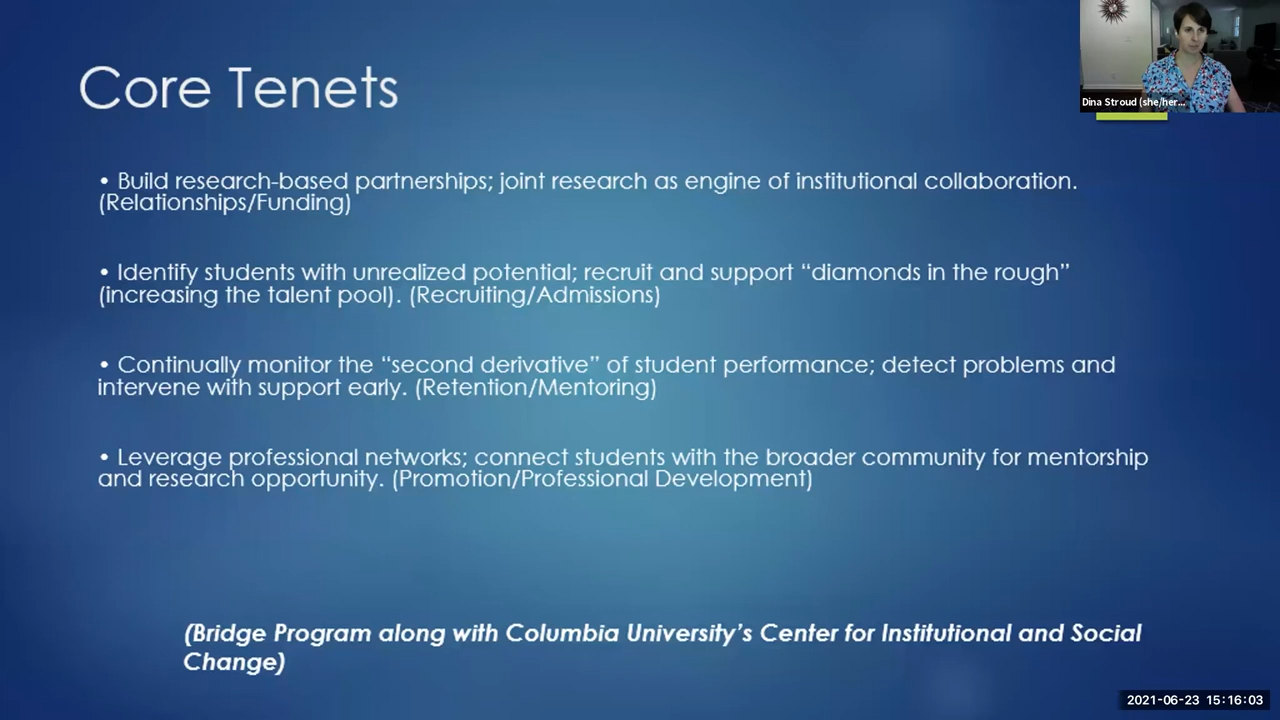 Core Tenets
Dina Stroud (she/her...
• Build research-based partnerships; joint research as engine of institutional collaboration.
(Relationships/Funding)
• Identify students with unrealized potential; recruit and support “diamonds in the rough”
(increasing the talent pool). (Recruiting/Admissions)
• Continually monitor the “second derivative” of student performance; detect problems and
intervene with support early. (Retention/Mentoring)
• Leverage professional networks; connect students with the broader community for mentorship
and research opportunity. (Promotion/Professional Development)
(Bridge Program along with Columbia University’s Center for Institutional and Social
Change)
2021-06-23 15:16:03